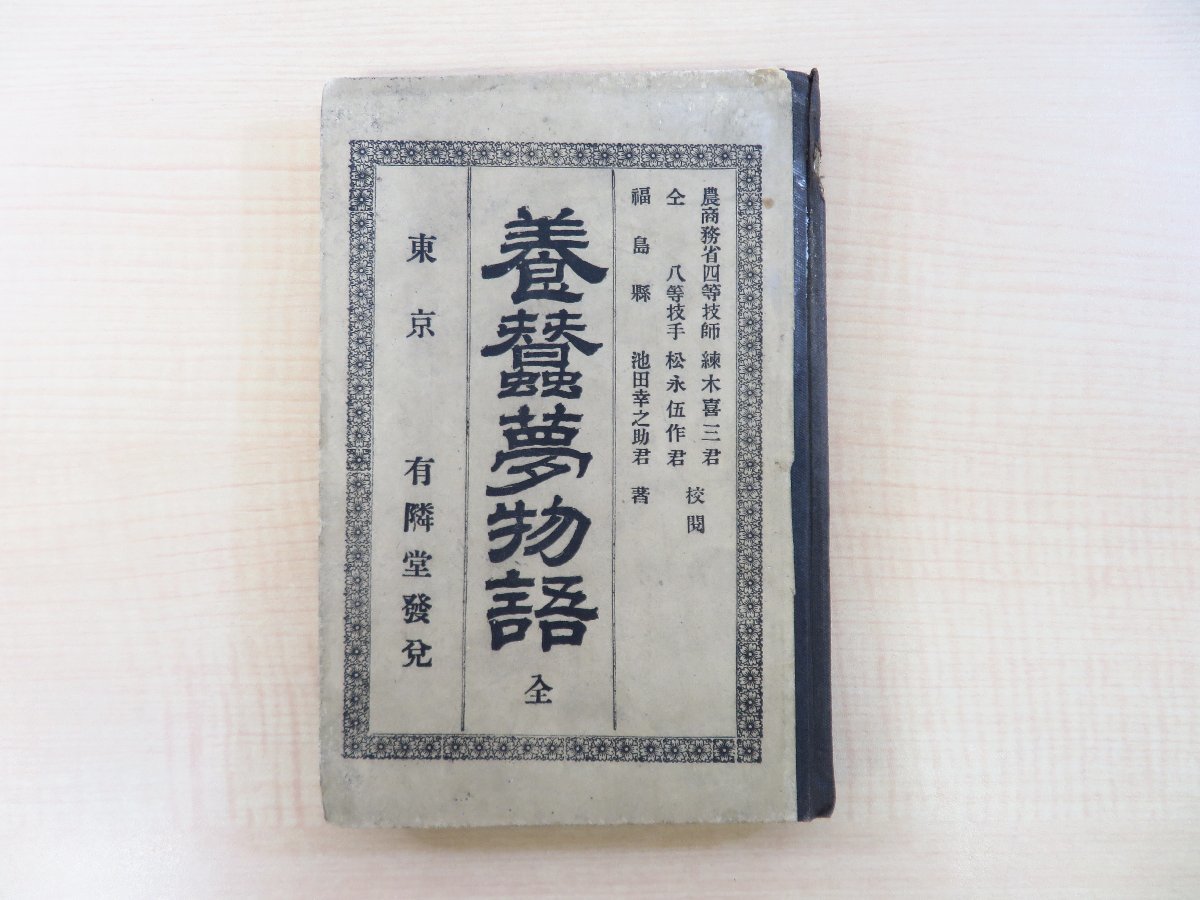 農商務省四等技師 練木喜三君
仝 八等技手 松永伍作君
校閲
福島縣 池田幸之助君 著
養蠶夢物語 全
東京 有隣堂發兌